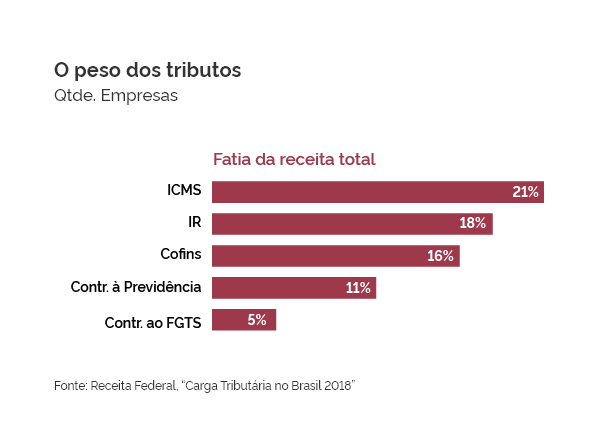 O peso dos tributos
Qtde. Empresas
Fatia da receita total
ICMS 21%
IR 18%
Cofins 16%
Contr. à Previdência 11%
Contr. ao FGTS 5%
Fonte: Receita Federal, “Carga Tributária no Brasil 2018”